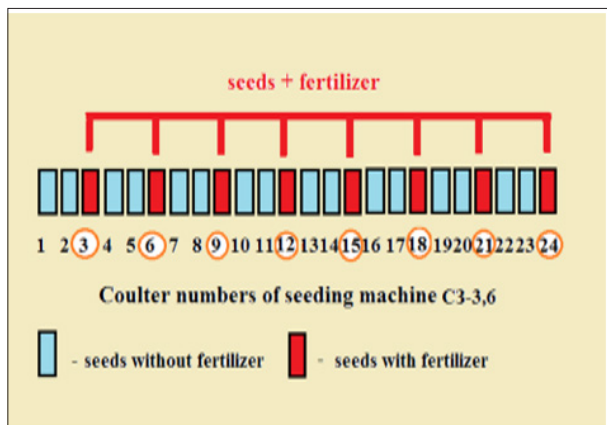 seeds + fertilizer
1 2 3 4 5 6 7 8 9 10 11 12 13 14 15 16 17 18 19 20 21 22 23 24
Coulter numbers of seeding machine C3-3,6
- seeds without fertilizer - seeds with fertilizer